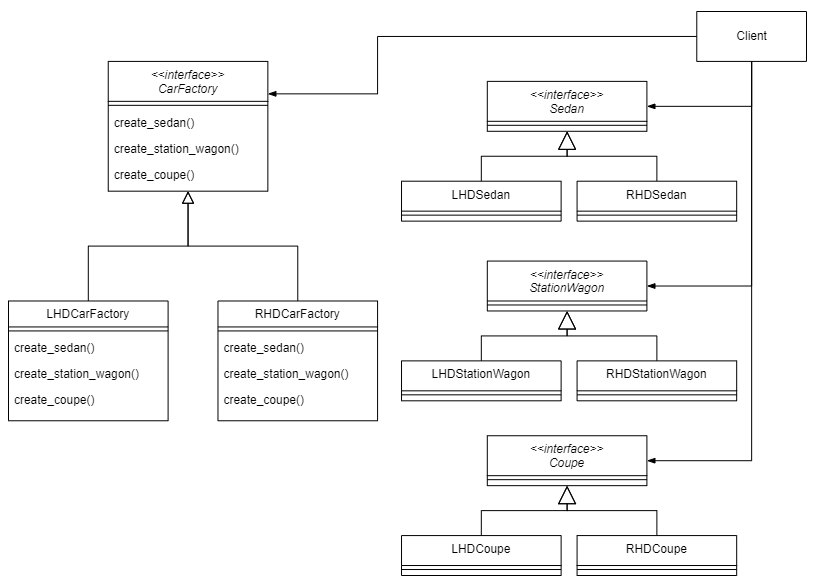 Client
<<interface>>
CarFactory
create_sedan()
create_station_wagon()
create_coupe()
<<interface>>
Sedan
LHDSedan
RHDSedan
<<interface>>
StationWagon
LHDCarFactory
create_sedan()
create_station_wagon()
create_coupe()
RHDCarFactory
create_sedan()
create_station_wagon()
create_coupe()
LHDStationWagon
RHDStationWagon
<<interface>>
Coupe
LHDCoupe
RHDCoupe